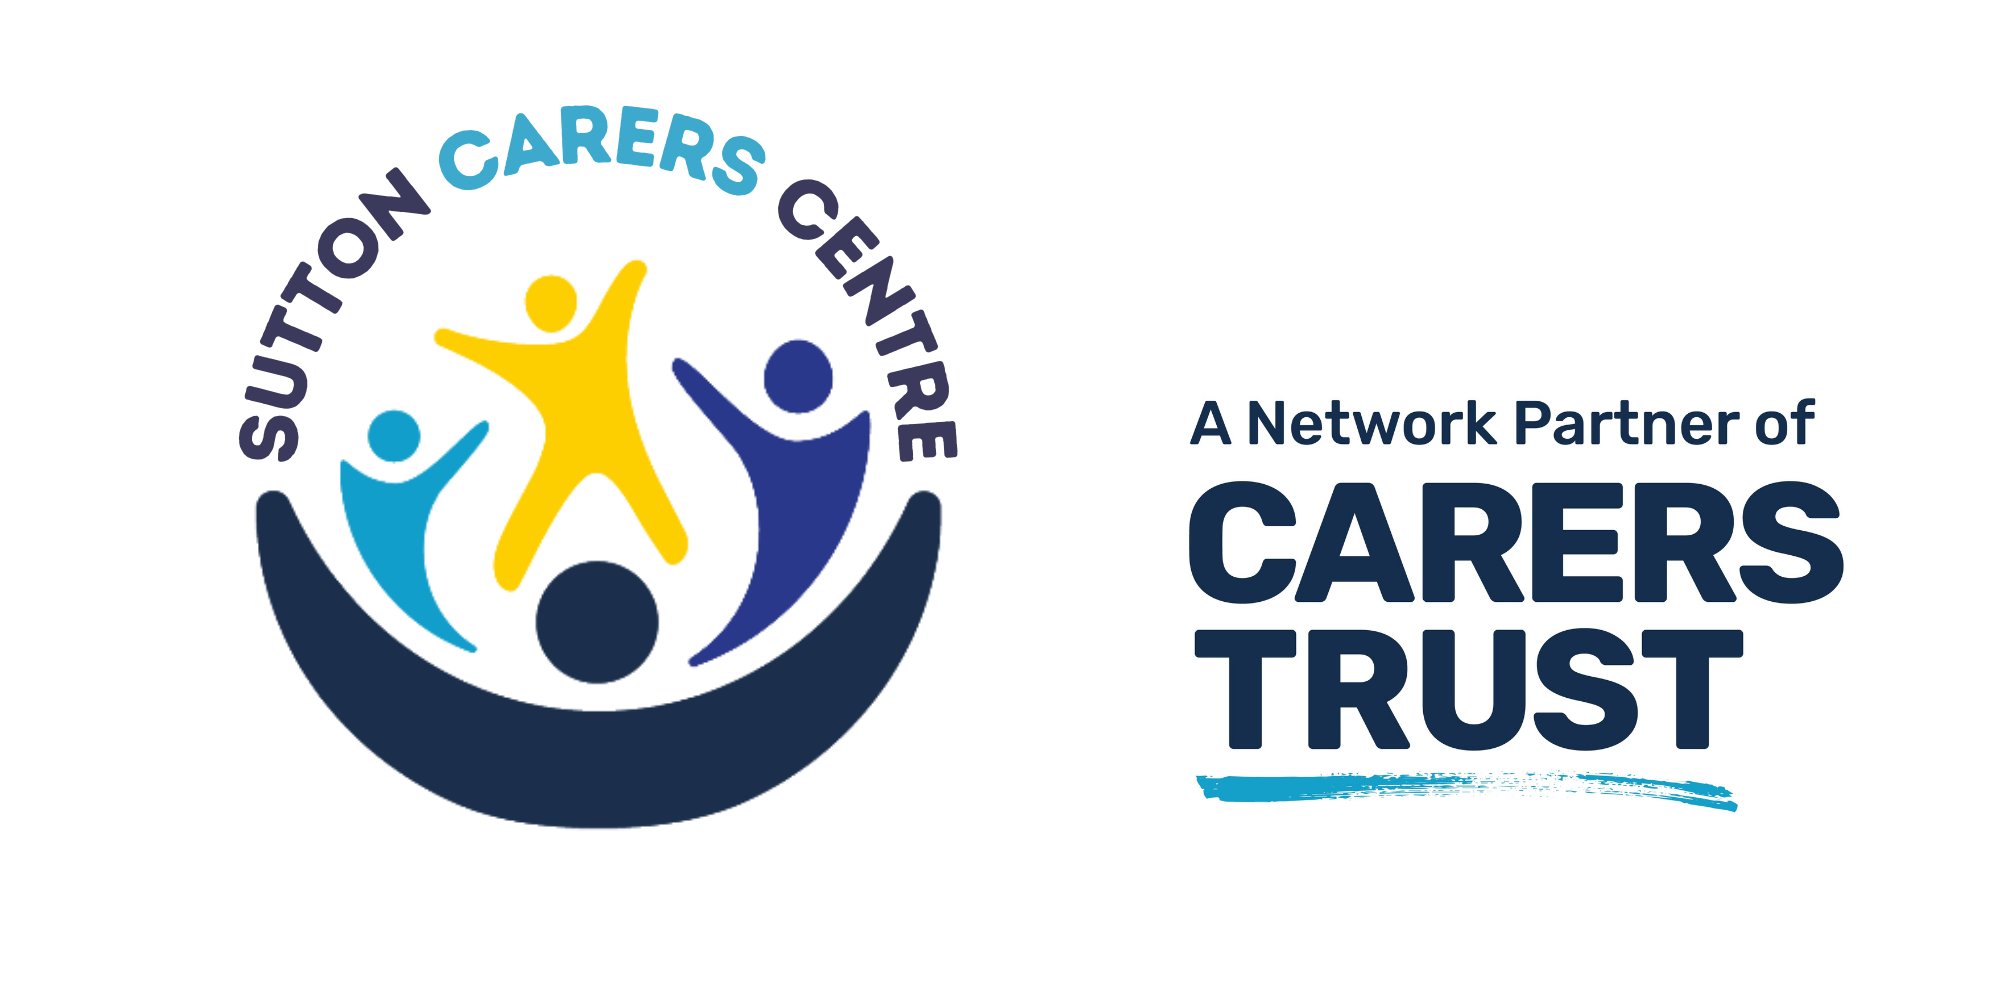 SUTTON CARERS CENTRE
A Network Partner of
CARERS
TRUST